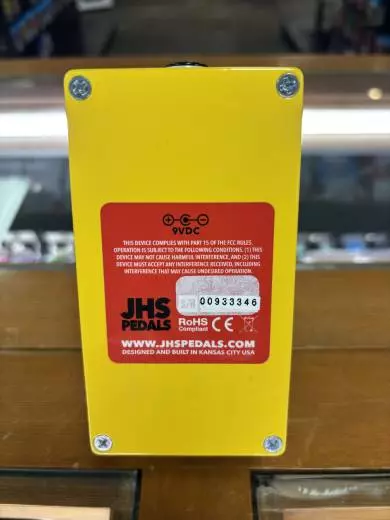 9VDC
THIS DEVICE COMPLIES WITH PART 15 OF THE FCC RULES.
OPERATION IS SUBJECT TO THE FOLLOWING CONDITIONS. (1) THIS
DEVICE MAY NOT CAUSE HARMFUL INTERFERENCE, AND (2) THIS
DEVICE MUST ACCEPT ANY INTERFERENCE RECEIVED, INCLUDING
INTERFERENCE THAT MAY CAUSE UNDESIRED OPERATION.
S/N 00933346
JHS
PEDALS
RoHS
Compliant
CE
WWW.JHSPEDALS.COM
DESIGNED AND BUILT IN KANSAS CITY USA